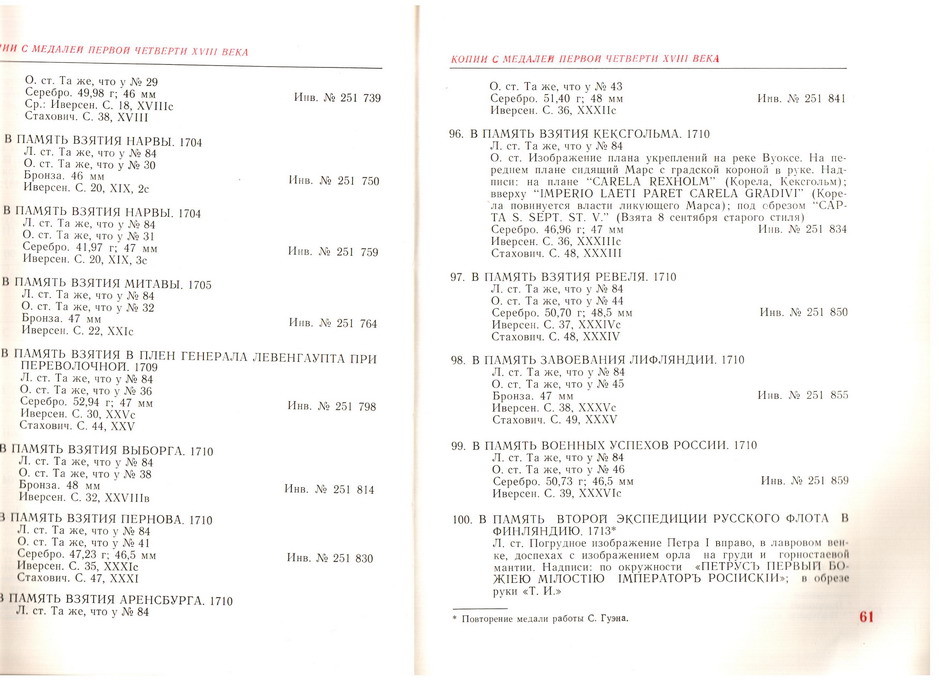 ИИ С МЕДАЛЕЙ ПЕРВОЙ ЧЕТВЕРТИ XVIII ВЕКА
О. ст. Та же, что у № 29
Серебро. 49,98 г; 46 мм Инв. № 251 739
Ср.: Иверсен. С. 18, XVIIIс
Стахович. С. 38, XVIII
В ПАМЯТЬ ВЗЯТИЯ НАРВЫ. 1704
Л. ст. Та же, что у № 84
О. ст. Та же, что у № 30
Бронза. 46 мм Инв. № 251 750
Иверсен. С. 20, XIX, 2с
В ПАМЯТЬ ВЗЯТИЯ НАРВЫ. 1704
Л. ст. Та же, что у № 84
О. ст. Та же, что у № 31
Серебро. 41,97 г; 47 мм Инв. № 251 759
Иверсен. С. 20, XIX, 3с
В ПАМЯТЬ ВЗЯТИЯ МИТАВЫ. 1705
Л. ст. Та же, что у № 84
О. ст. Та же, что у № 32
Бронза. 47 мм Инв. № 251 764
Иверсен. С. 22, XXIс
В ПАМЯТЬ ВЗЯТИЯ В ПЛЕН ГЕНЕРАЛА ЛЕВЕНГАУПТА ПРИ
ПЕРЕВОЛОЧНОЙ. 1709
Л. ст. Та же, что у № 84
О. ст. Та же, что у № 36
Серебро. 52,94 г; 47 мм Инв. № 251 798
Иверсен. С. 30, XXVс
Стахович. С. 44, XXV
В ПАМЯТЬ ВЗЯТИЯ ВЫБОРГА. 1710
Л. ст. Та же, что у № 84
О. ст. Та же, что у № 38
Бронза. 48 мм Инв. № 251 814
Иверсен. С. 32, XXVIIIв
В ПАМЯТЬ ВЗЯТИЯ ПЕРНОВА. 1710
Л. ст. Та же, что у № 84
О. ст. Та же, что у № 41
Серебро. 47,23 г; 46,5 мм Инв. № 251 830
Иверсен. С. 35, XXXIс
Стахович. С. 47, XXXI
В ПАМЯТЬ ВЗЯТИЯ АРЕНСБУРГА. 1710
Л. ст. Та же, что у № 84
КОПИИ С МЕДАЛЕЙ ПЕРВОЙ ЧЕТВЕРТИ XVIII ВЕКА
О. ст. Та же, что у № 43
Серебро. 51,40 г; 48 мм Инв. № 251 841
Иверсен. С. 36, XXXIIс
96. В ПАМЯТЬ ВЗЯТИЯ КЕКСГОЛЬМА. 1710
Л. ст. Та же, что у № 84
О. ст. Изображение плана укреплений на реке Вуоксе. На пе-
реднем плане сидящий Марс с градской короной в руке. Над-
писи: на плане “CARELA REXHOLM” (Корела, Кексгольм);
вверху “IMPERIO LAETI PARET CARELA GRADIVI” (Коре-
ла повинуется власти ликующего Марса); под обрезом “CAP-
TA S. SEPT. ST. V.” (Взята 8 сентября старого стиля)
Серебро. 46,96 г; 47 мм Инв. № 251 834
Иверсен. С. 36, XXXIIIс
Стахович. С. 48, XXXIII
97. В ПАМЯТЬ ВЗЯТИЯ РЕВЕЛЯ. 1710
Л. ст. Та же, что у № 84
О. ст. Та же, что у № 44
Серебро. 50,70 г; 48,5 мм Инв. № 251 850
Иверсен. С. 37, XXXIVс
Стахович. С. 48, XXXIV
98. В ПАМЯТЬ ЗАВОЕВАНИЯ ЛИФЛЯНДИИ. 1710
Л. ст. Та же, что у № 84
О. ст. Та же, что у № 45
Бронза. 47 мм Инв. № 251 855
Иверсен. С. 38, XXXVс
Стахович. С. 49, XXXV
99. В ПАМЯТЬ ВОЕННЫХ УСПЕХОВ РОССИИ. 1710
Л. ст. Та же, что у № 84
О. ст. Та же, что у № 46
Серебро. 50,73 г; 46,5 мм Инв. № 251 859
Иверсен. С. 39, XXXVIс
100. В ПАМЯТЬ ВТОРОЙ ЭКСПЕДИЦИИ РУССКОГО ФЛОТА В
ФИНЛЯНДИЮ. 1713*
Л. ст. Погрудное изображение Петра I вправо, в лавровом вен-
ке, доспехах с изображением орла на груди и горностаевой
мантии. Надписи: по окружности «ПЕТРУСЪ ПЕРВЫЙ БО-
ЖІЕЮ МІЛОСТІЮ ІМПЕРАТОРЪ РОСІИСКІИ»; в обрезе
руки «Т. И.»
* Повторение медали работы С. Гуэна.
61